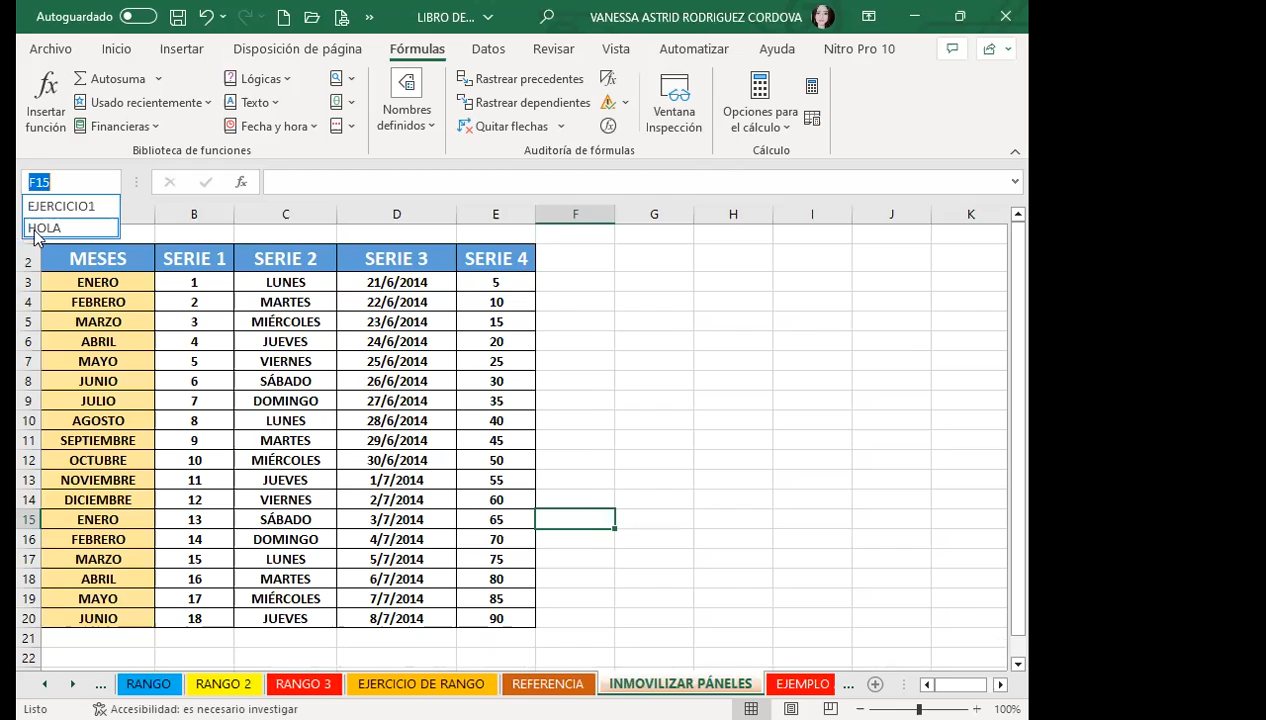 Autoguardado LIBRO DE... VANESSA ASTRID RODRIGUEZ CORDOVA
Archivo Inicio Insertar Disposición de página Fórmulas Datos Revisar Vista Automatizar Ayuda Nitro Pro 10
fx Insertar función
Autosuma
Usado recientemente
Financieras
Lógicas
Texto
Fecha y hora
Biblioteca de funciones
Nombres definidos
Rastrear precedentes
Rastrear dependientes
Quitar flechas
Ventana Inspección
Auditoría de fórmulas
Opciones para el cálculo
Cálculo
F15 fx
EJERCICIO1
HOLA
B C D E F G H I J K
2 MESES SERIE 1 SERIE 2 SERIE 3 SERIE 4
3 ENERO 1 LUNES 21/6/2014 5
4 FEBRERO 2 MARTES 22/6/2014 10
5 MARZO 3 MIÉRCOLES 23/6/2014 15
6 ABRIL 4 JUEVES 24/6/2014 20
7 MAYO 5 VIERNES 25/6/2014 25
8 JUNIO 6 SÁBADO 26/6/2014 30
9 JULIO 7 DOMINGO 27/6/2014 35
10 AGOSTO 8 LUNES 28/6/2014 40
11 SEPTIEMBRE 9 MARTES 29/6/2014 45
12 OCTUBRE 10 MIÉRCOLES 30/6/2014 50
13 NOVIEMBRE 11 JUEVES 1/7/2014 55
14 DICIEMBRE 12 VIERNES 2/7/2014 60
15 ENERO 13 SÁBADO 3/7/2014 65
16 FEBRERO 14 DOMINGO 4/7/2014 70
17 MARZO 15 LUNES 5/7/2014 75
18 ABRIL 16 MARTES 6/7/2014 80
19 MAYO 17 MIÉRCOLES 7/7/2014 85
20 JUNIO 18 JUEVES 8/7/2014 90
21
22
... RANGO RANGO 2 RANGO 3 EJERCICIO DE RANGO REFERENCIA INMOVILIZAR PÁNELES EJEMPLO ...
Listo Accesibilidad: es necesario investigar 100%